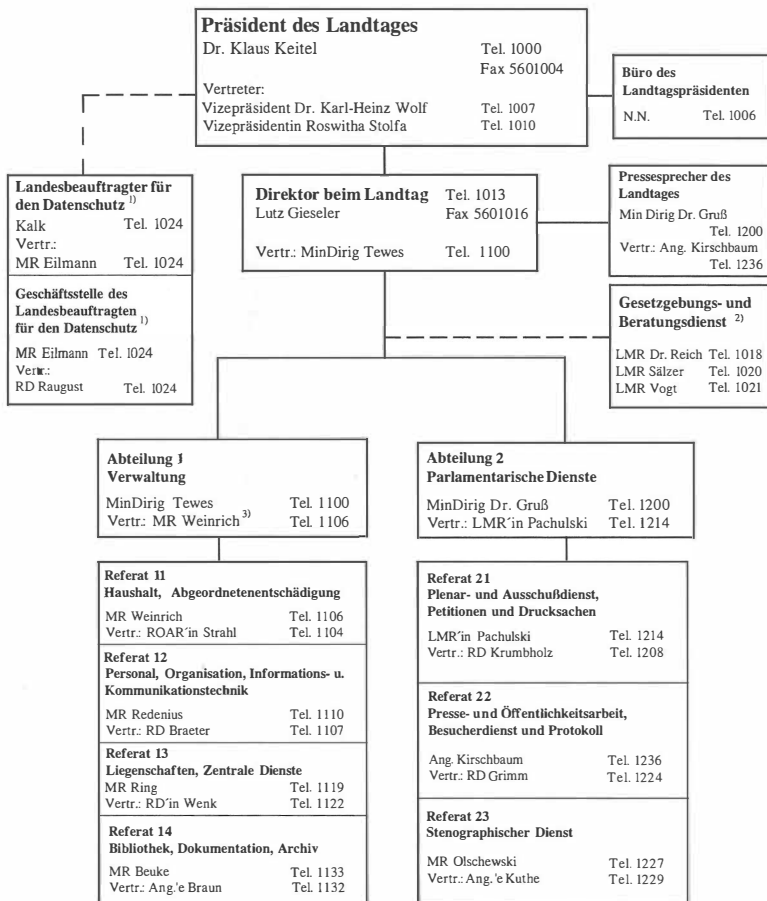 Präsident des Landtages
Dr. Klaus Keitel Tel. 1000
Fax 5601004
Vertreter:
Vizepräsident Dr. Karl-Heinz Wolf Tel. 1007
Vizepräsidentin Roswitha Stolfa Tel. 1010
Büro des
Landtagspräsidenten
N.N. Tel. 1006
Landesbeauftragter für
den Datenschutz 1)
Kalk Tel. 1024
Vertr.:
MR Eilmann Tel. 1024
Geschäftsstelle des
Landesbeauftragten
für den Datenschutz 1)
MR Eilmann Tel. 1024
Vertr.:
RD Raugust Tel. 1024
Direktor beim Landtag Tel. 1013
Lutz Gieseler Fax 5601016
Vertr.: MinDirig Tewes Tel. 1100
Pressesprecher des
Landtages
Min Dirig Dr. Gruß
Tel. 1200
Vertr.: Ang. Kirschbaum
Tel. 1236
Gesetzgebungs- und
Beratungsdienst 2)
LMR Dr. Reich Tel. 1018
LMR Sälzer Tel. 1020
LMR Vogt Tel. 1021
Abteilung 1
Verwaltung
MinDirig Tewes Tel. 1100
Vertr.: MR Weinrich 3) Tel. 1106
Referat 11
Haushalt, Abgeordnetenentschädigung
MR Weinrich Tel. 1106
Vertr.: ROAR´in Strahl Tel. 1104
Referat 12
Personal, Organisation, Informations- u.
Kommunikationstechnik
MR Redenius Tel. 1110
Vertr.: RD Braeter Tel. 1107
Referat 13
Liegenschaften, Zentrale Dienste
MR Ring Tel. 1119
Vertr.: RD´in Wenk Tel. 1122
Referat 14
Bibliothek, Dokumentation, Archiv
MR Beuke Tel. 1133
Vertr.: Ang.'e Braun Tel. 1132
Abteilung 2
Parlamentarische Dienste
MinDirig Dr. Gruß Tel. 1200
Vertr.: LMR´in Pachulski Tel. 1214
Referat 21
Plenar- und Ausschußdienst,
Petitionen und Drucksachen
LMR´in Pachulski Tel. 1214
Vertr.: RD Krumbholz Tel. 1208
Referat 22
Presse- und Öffentlichkeitsarbeit,
Besucherdienst und Protokoll
Ang. Kirschbaum Tel. 1236
Vertr.: RD Grimm Tel. 1224
Referat 23
Stenographischer Dienst
MR Olschewski Tel. 1227
Vertr.: Ang.'e Kuthe Tel. 1229